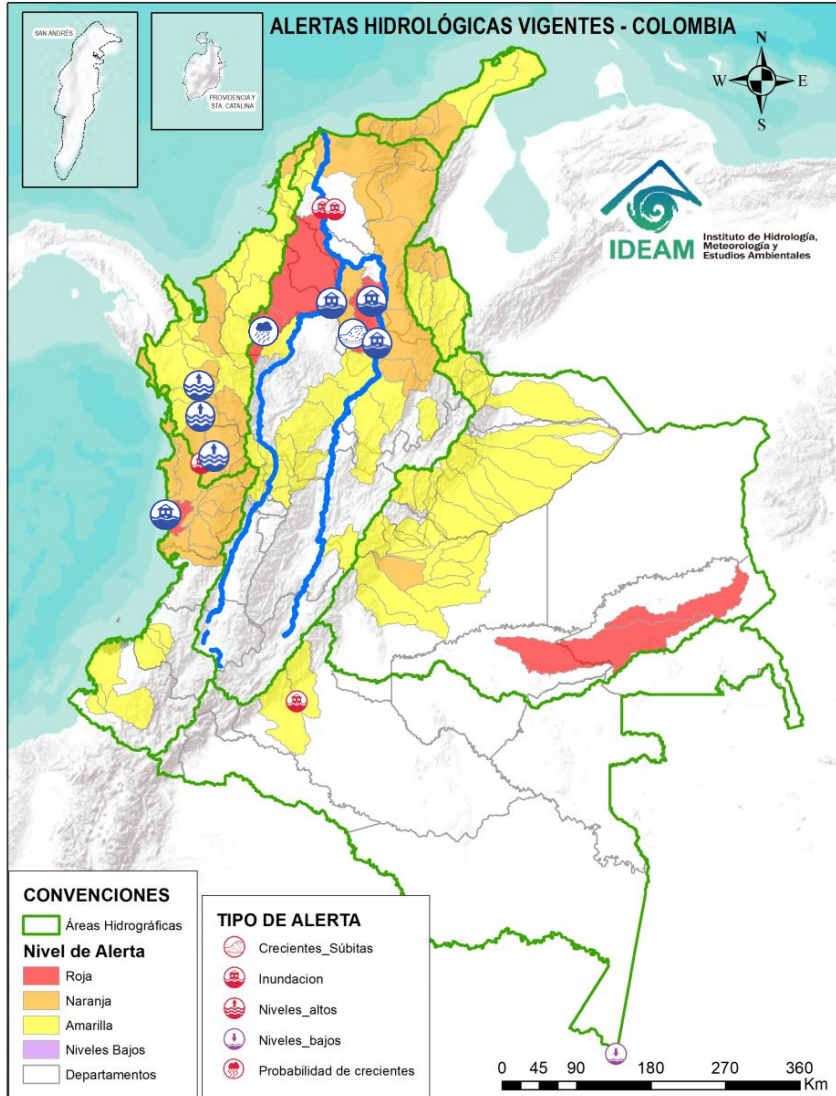 ALERTAS HIDROLÓGICAS VIGENTES - COLOMBIA
SAN ANDRÉS
PROVIDENCIA Y
STA. CATALINA
N
W
E
S
IDEAM
Instituto de Hidrología,
Meteorología y
Estudios Ambientales
CONVENCIONES
Áreas Hidrográficas
Nivel de Alerta
Roja
Naranja
Amarilla
Niveles Bajos
Departamentos
TIPO DE ALERTA
Crecientes_Súbitas
Inundacion
Niveles_altos
Niveles_bajos
Probabilidad de crecientes
0 45 90 180 270 360
Km